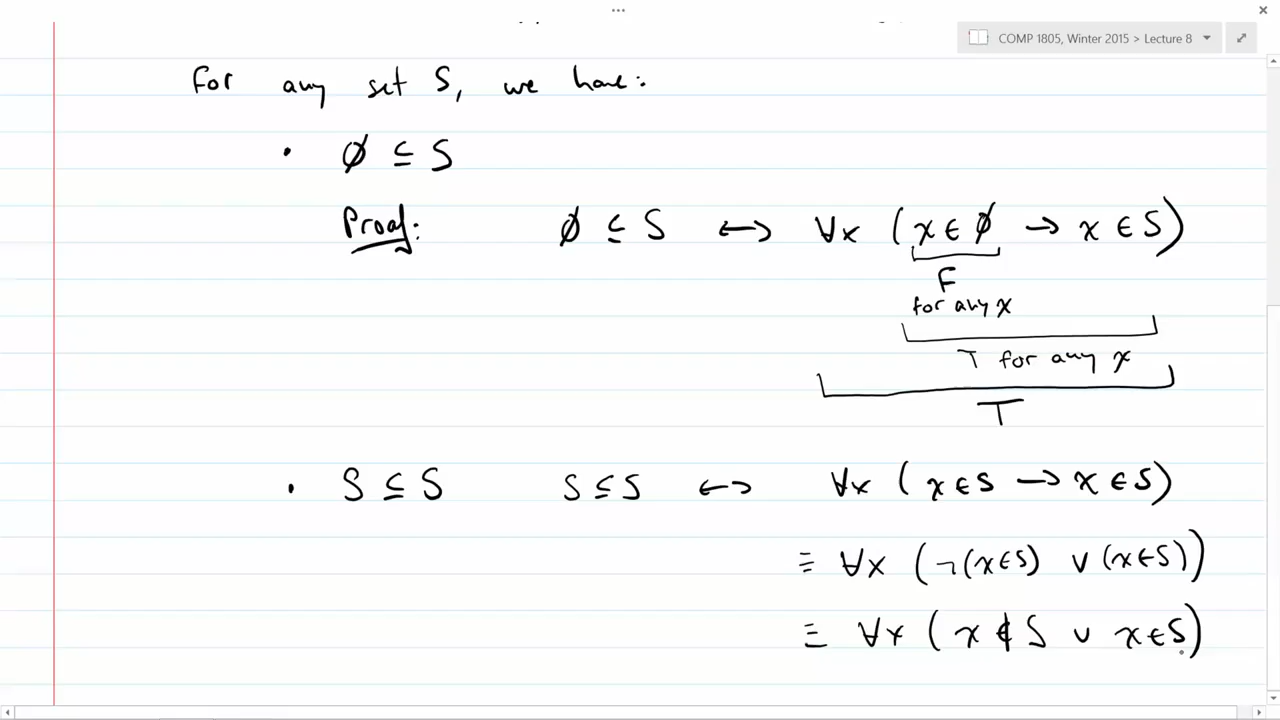 COMP 1805, Winter 2015 > Lecture 8
For any set S, we have:
• ∅ ⊆ S
Proof: ∅ ⊆ S ↔ ∀x (x ∈ ∅ → x ∈ S)
F
for any x
T for any x
T
• S ⊆ S S ⊆ S ↔ ∀x (x ∈ S → x ∈ S)
≡ ∀x (¬(x ∈ S) ∨ (x ∈ S))
≡ ∀x (x ∉ S ∨ x ∈ S)